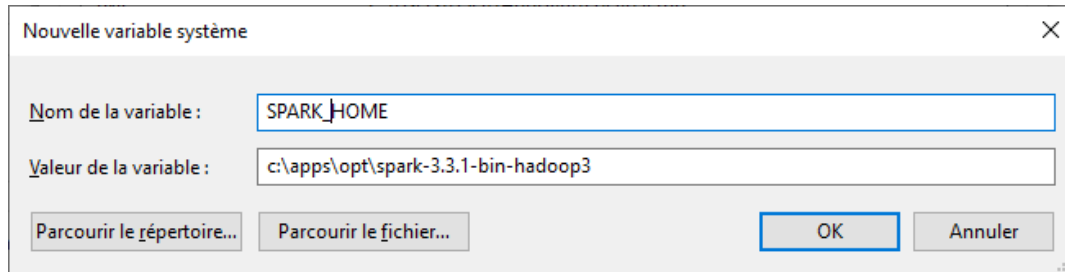 Nouvelle variable système
Nom de la variable :
SPARK_HOME
Valeur de la variable :
c:\apps\opt\spark-3.3.1-bin-hadoop3
Parcourir le répertoire...
Parcourir le fichier...
OK
Annuler